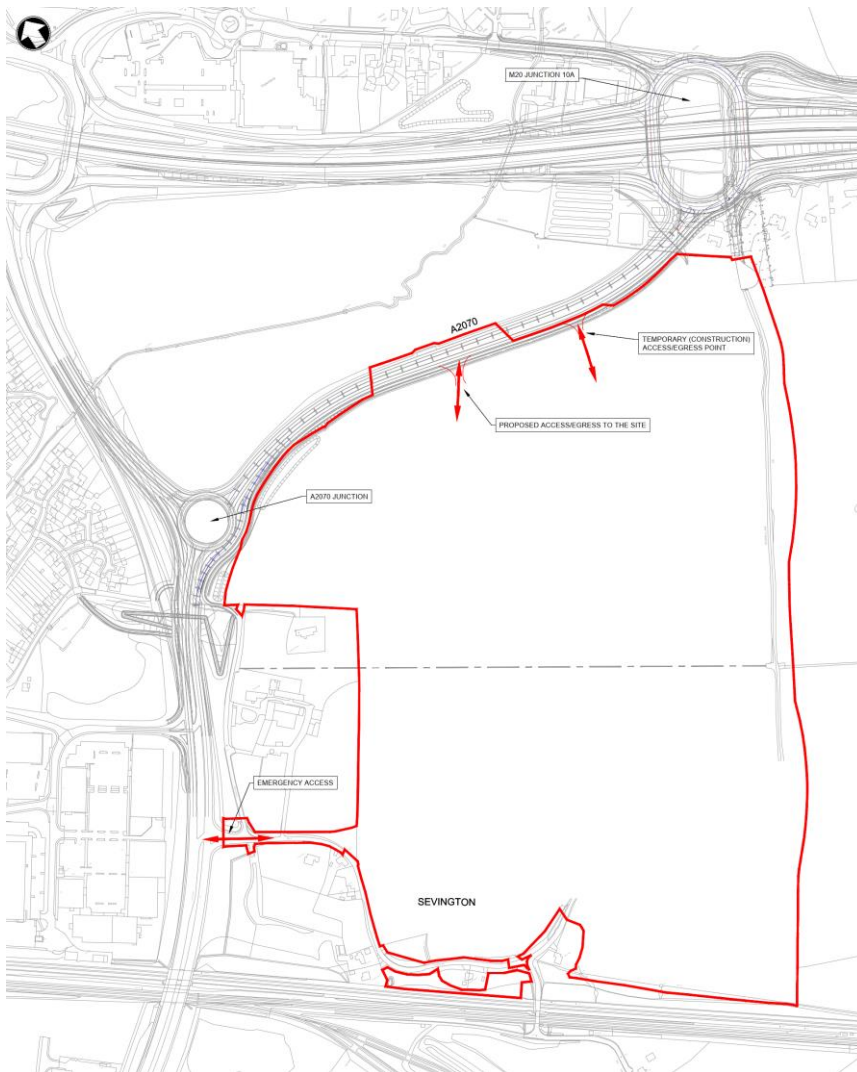 M20 JUNCTION 10A
A2070
TEMPORARY (CONSTRUCTION)
ACCESS/EGRESS POINT
PROPOSED ACCESS/EGRESS TO THE SITE
A2070 JUNCTION
EMERGENCY ACCESS
SEVINGTON